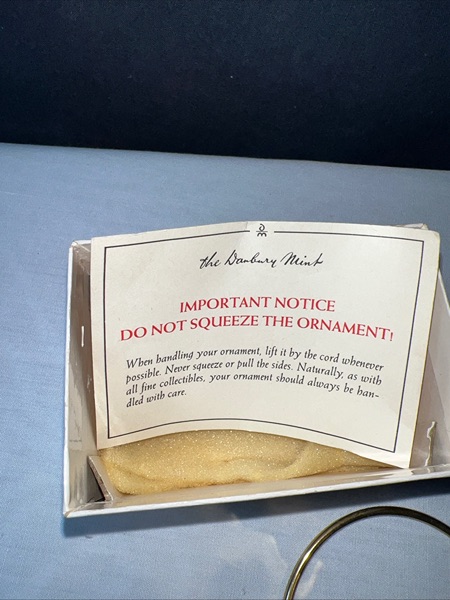 DM
the Danbury Mint
IMPORTANT NOTICE
DO NOT SQUEEZE THE ORNAMENT!
When handling your ornament, lift it by the cord whenever
possible. Never squeeze or pull the sides. Naturally, as with
all fine collectibles, your ornament should always be han-
dled with care.